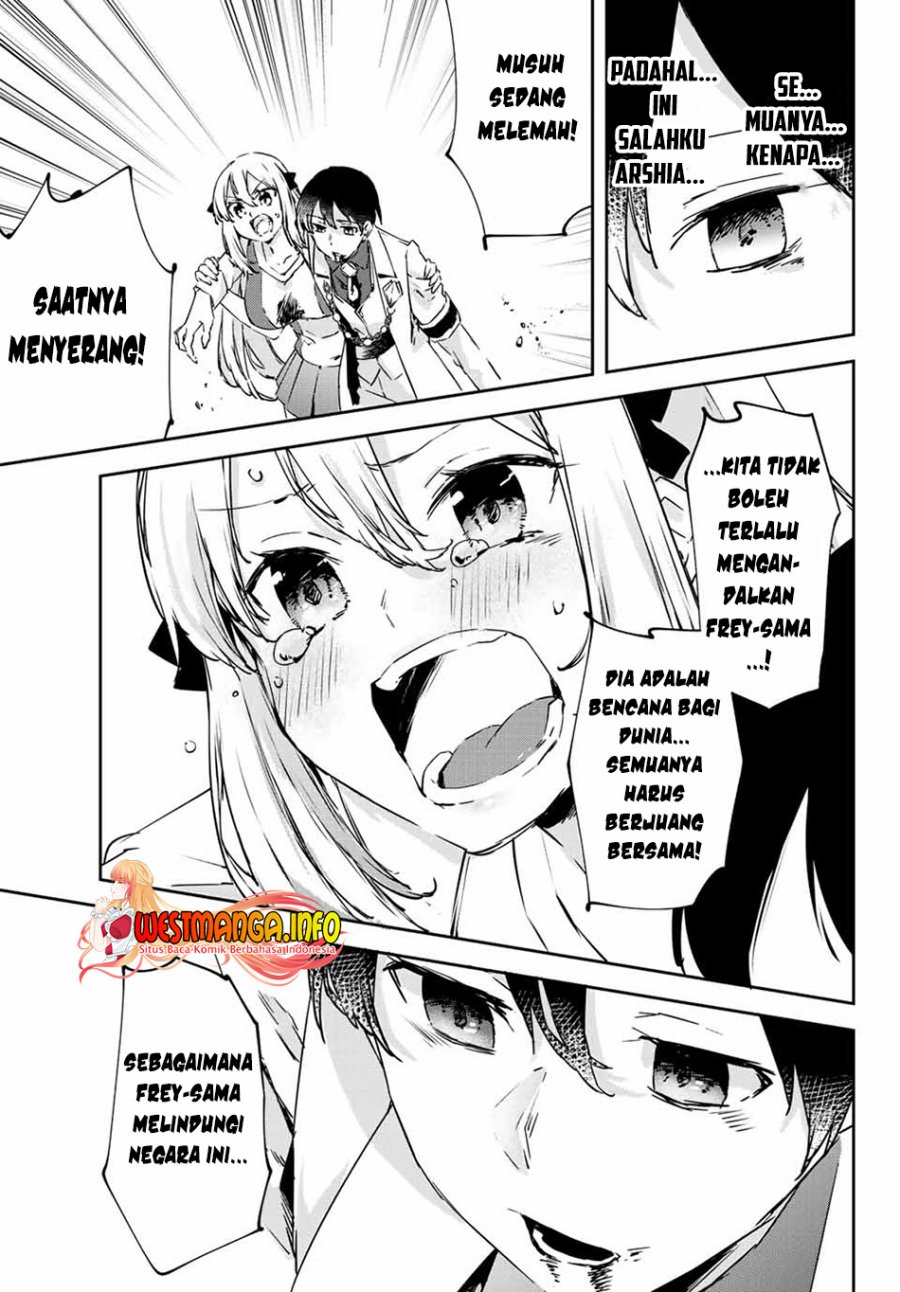 SE...
MUANYA...
KENAPA...
PADAHAL...
INI
SALAHKU
ARSHIA...
MUSUH
SEDANG
MELEMAH!
SAATNYA
MENYERANG!
...KITA TIDAK
BOLEH
TERLALU
MENGAN-
DALKAN
FREY-SAMA
...!
DIA ADALAH
BENCANA BAGI
DUNIA...
SEMUANYA
HARUS
BERJUANG
BERSAMA!
WESTMANGA.INFO
Situs Baca Komik Berbahasa Indonesia
SEBAGAIMANA
FREY-SAMA
MELINDUNGI
NEGARA INI...